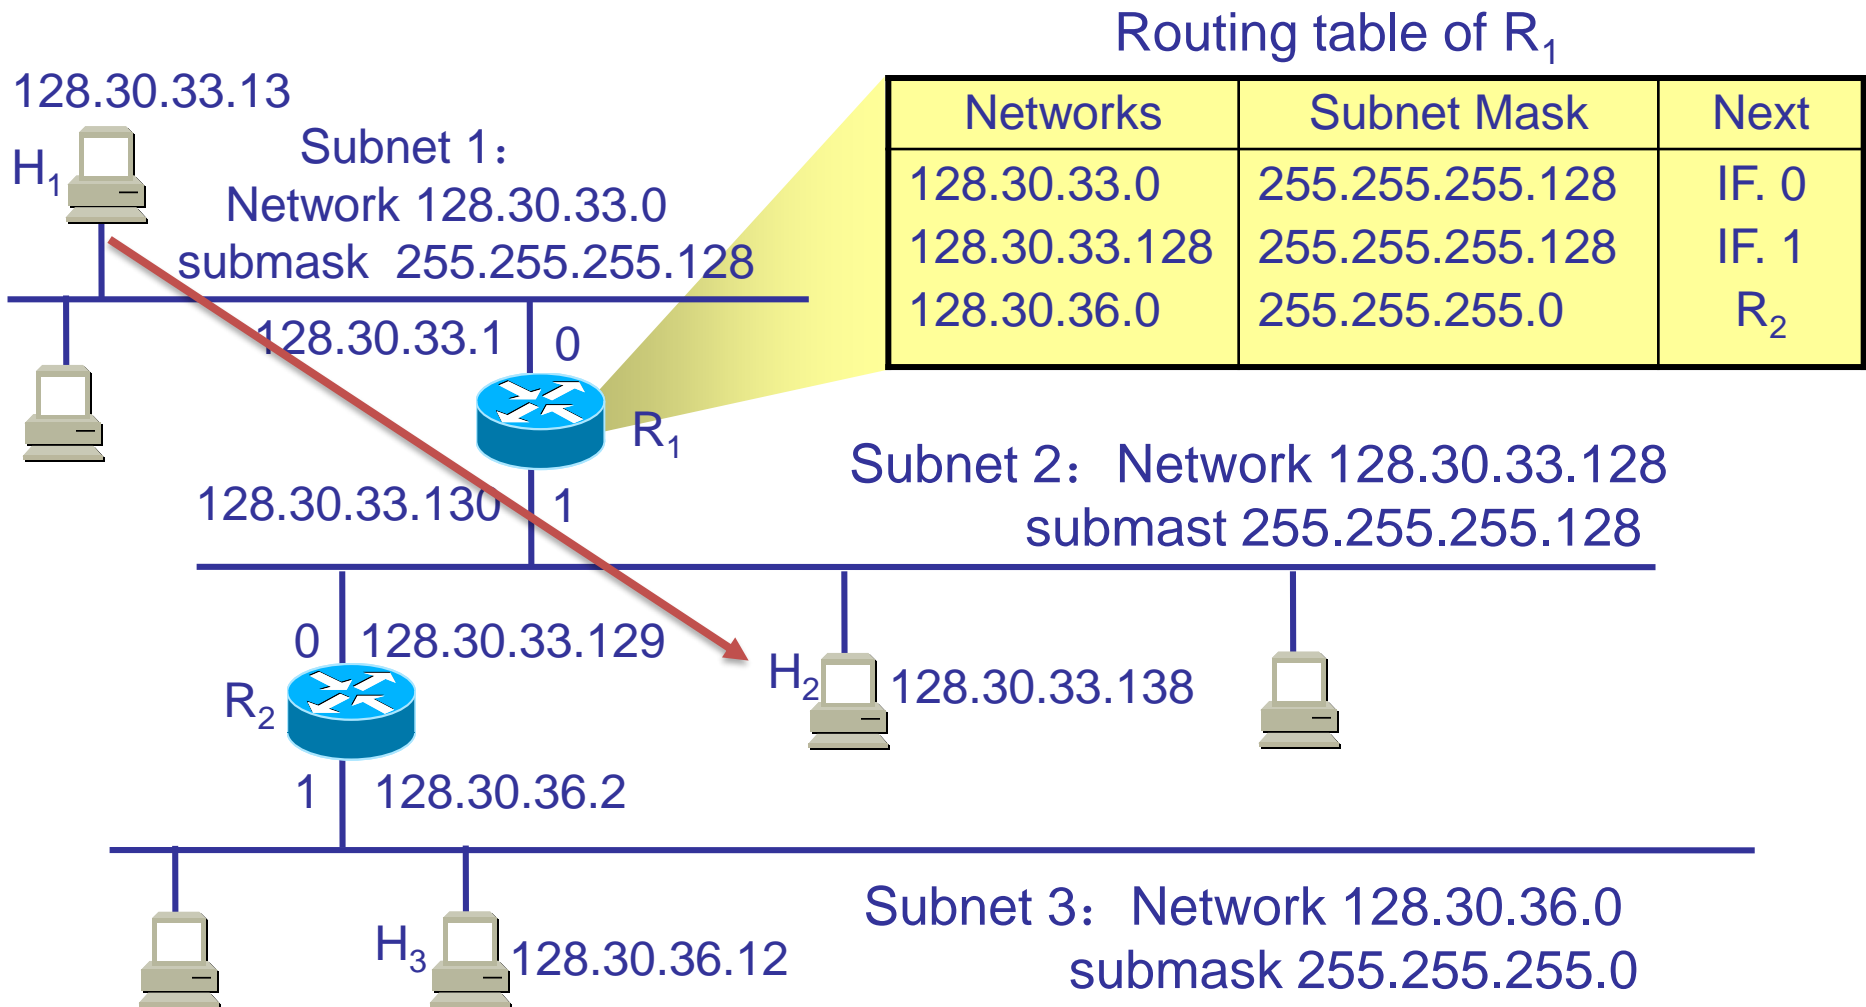 Routing table of R₁
Networks Subnet Mask Next
128.30.33.0 255.255.255.128 IF. 0
128.30.33.128 255.255.255.128 IF. 1
128.30.36.0 255.255.255.0 R₂
128.30.33.13
H₁
Subnet 1：
Network 128.30.33.0
submask 255.255.255.128
128.30.33.1 0
R₁
128.30.33.130 1
Subnet 2：Network 128.30.33.128
submast 255.255.255.128
0 128.30.33.129
R₂
H₂ 128.30.33.138
1 128.30.36.2
H₃ 128.30.36.12
Subnet 3：Network 128.30.36.0
submask 255.255.255.0